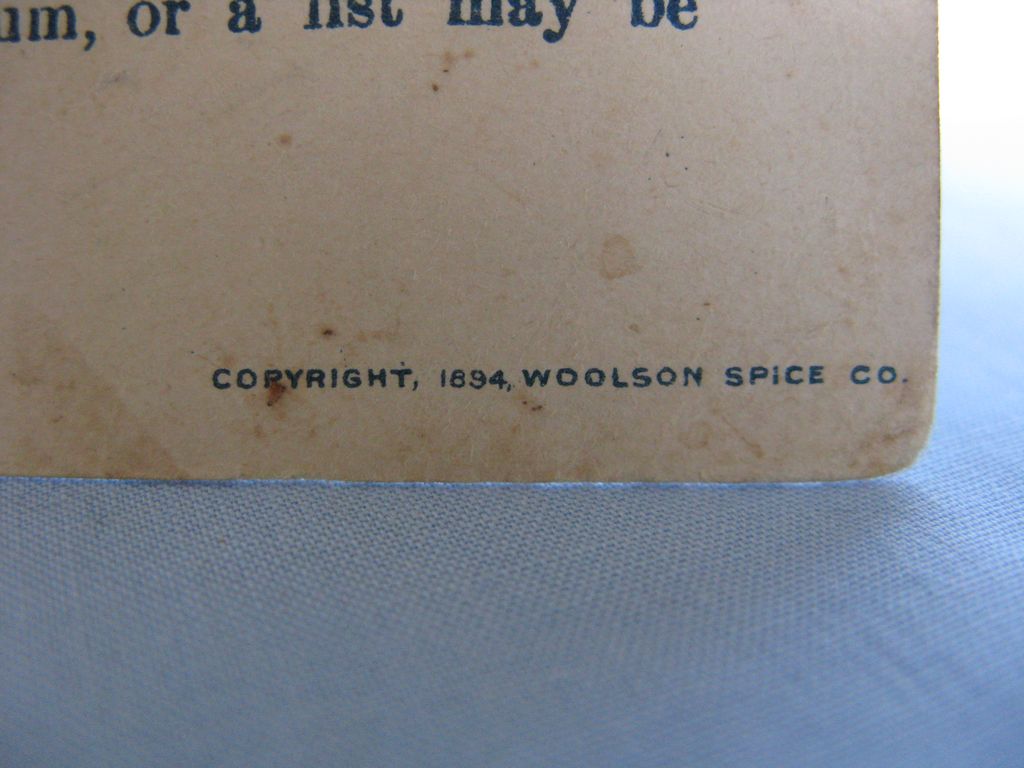 um, or a list may be
COPYRIGHT, 1894, WOOLSON SPICE CO.